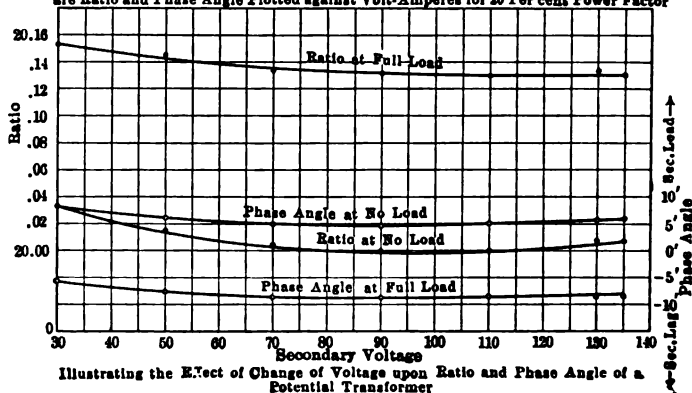 are Ratio and Phase Angle Plotted against Volt-Amperes for 20 Per cent Power Factor
20.16
.14
.12
.10
.08
.06
.04
.02
20.00
0
Ratio
Ratio at Full Load
Phase Angle at No Load
Ratio at No Load
Phase Angle at Full Load
Sec.Lead
10'
5'
0'
-5'
-10'
Phase Angle
-Sec.Lag
30
40
50
60
70
80
90
100
110
120
130
140
Secondary Voltage
Illustrating the Effect of Change of Voltage upon Ratio and Phase Angle of a
Potential Transformer